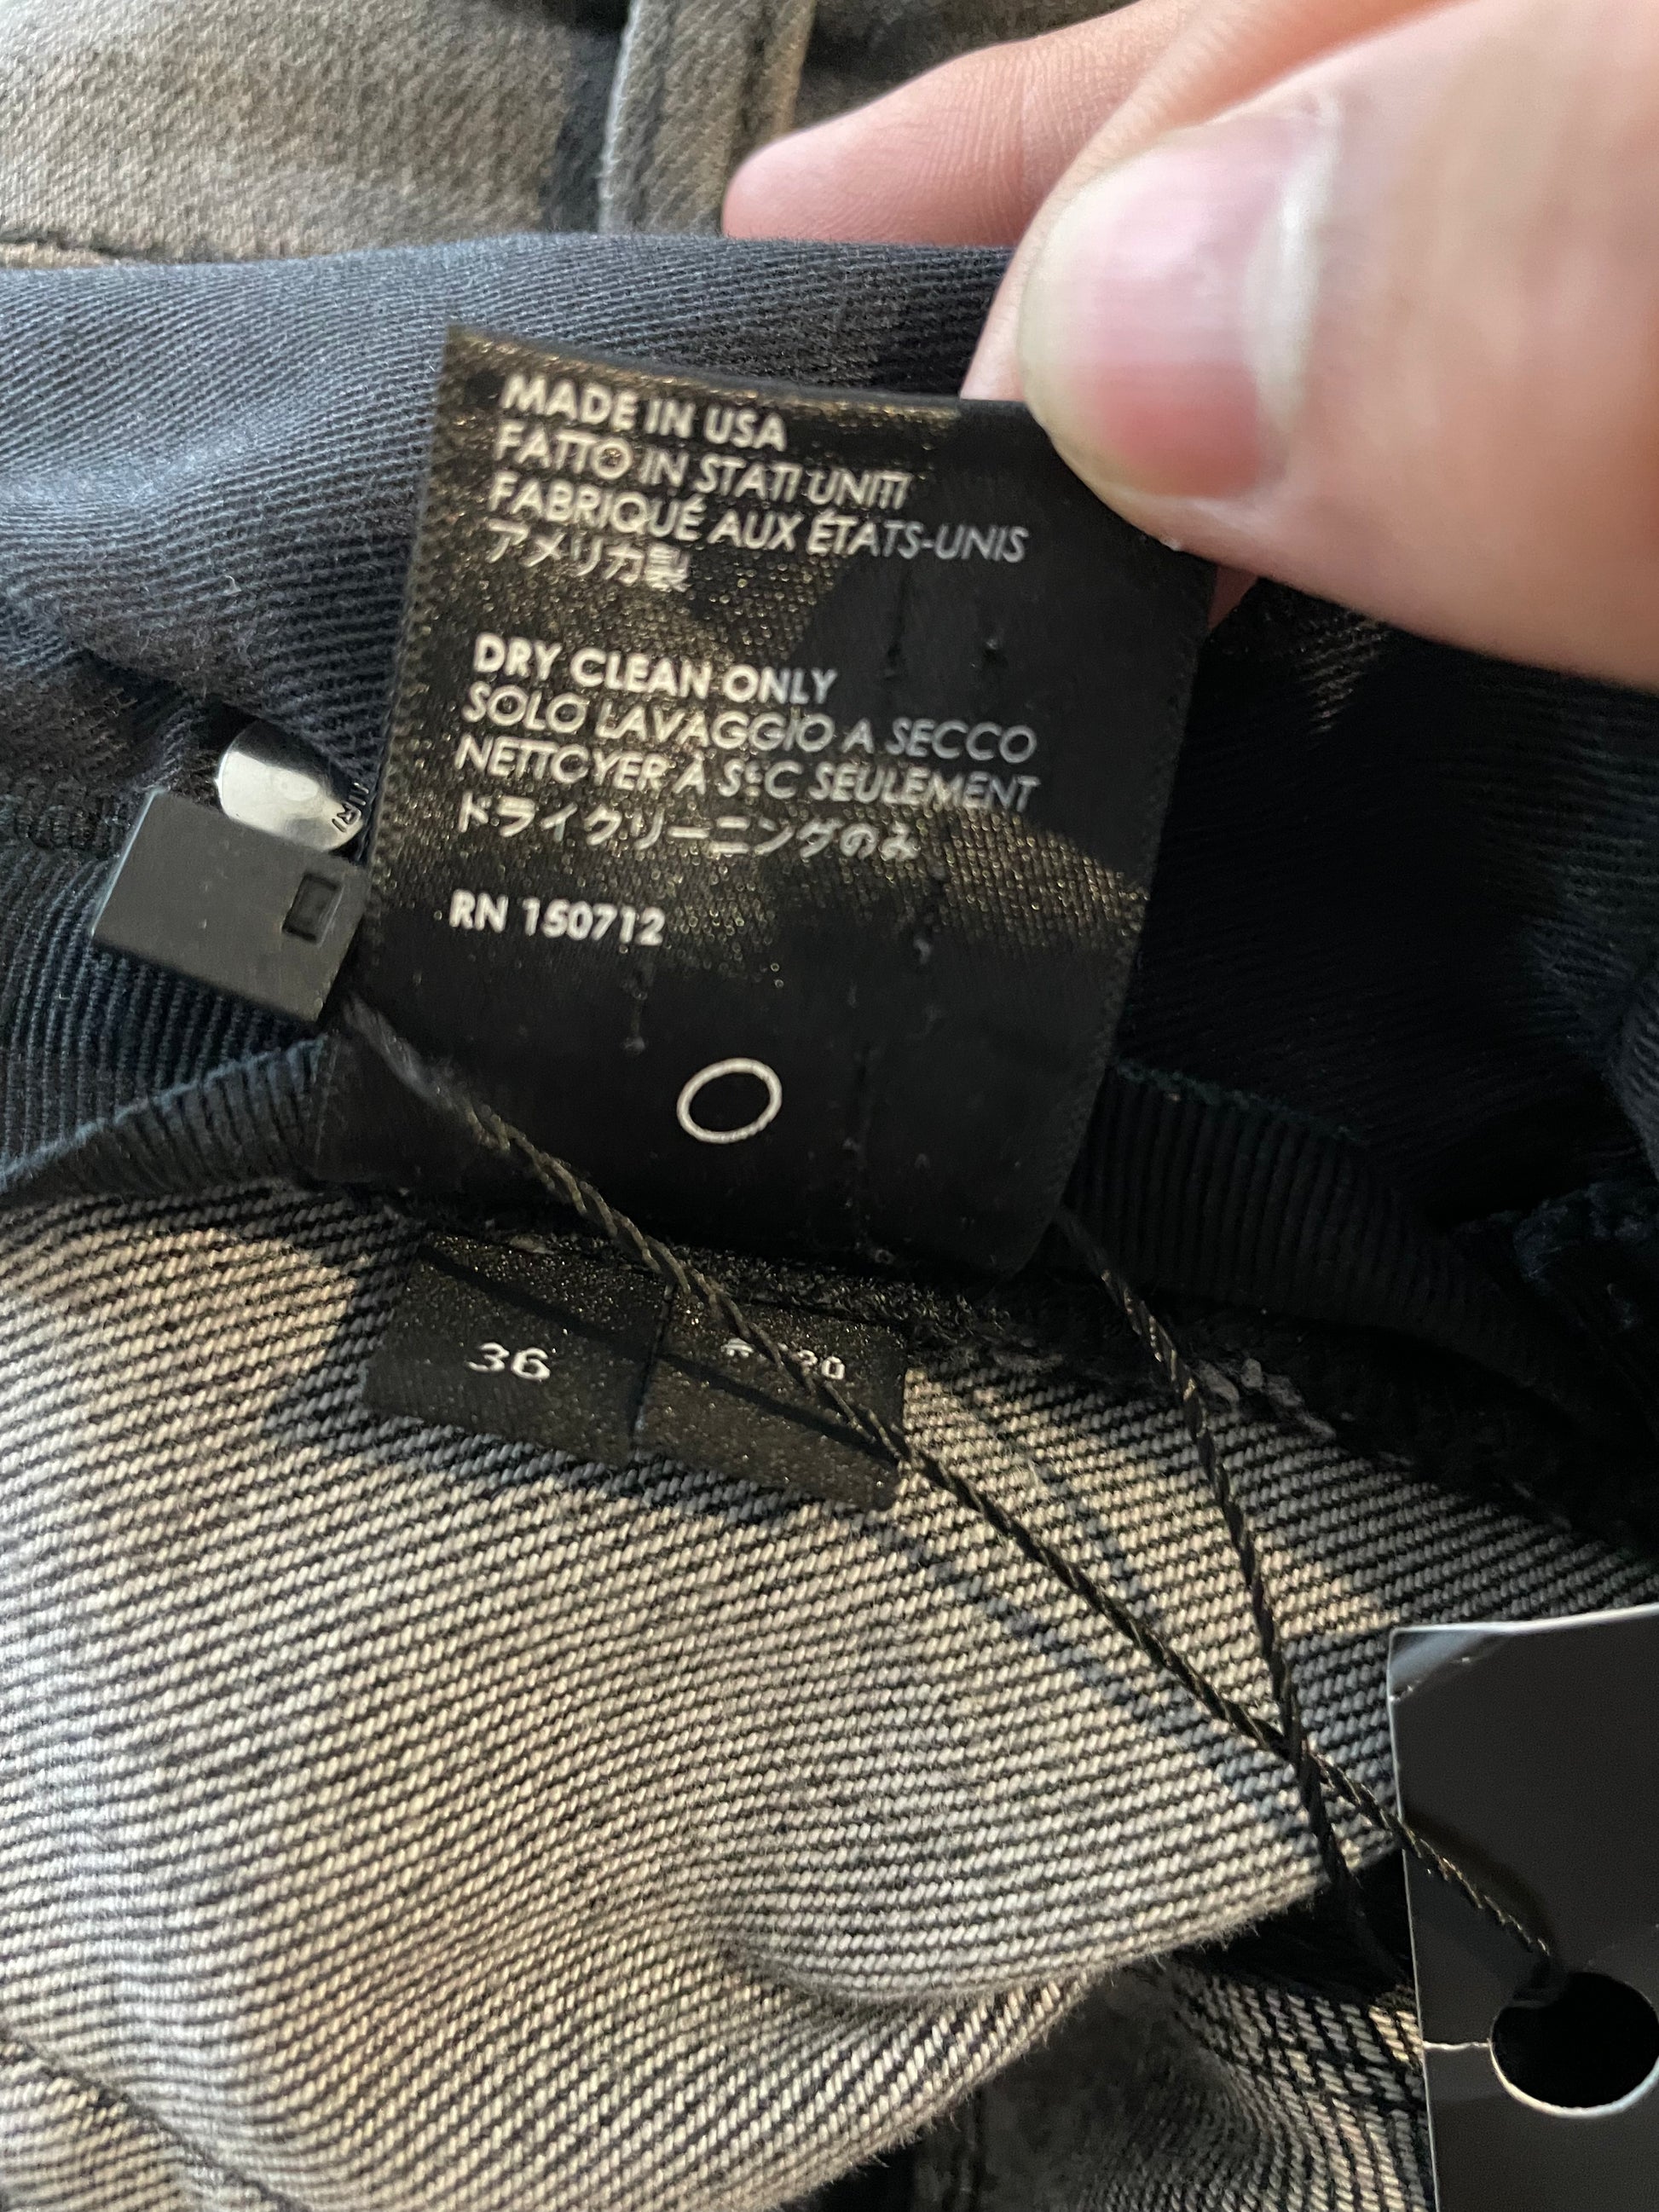 MADE IN USA
FATTO IN STATI UNITI
FABRIQUÉ AUX ÉTATS-UNIS
アメリカ製
DRY CLEAN ONLY
SOLO LAVAGGIO A SECCO
NETTOYER À SEC SEULEMENT
ドライクリーニングのみ
RN 150712
36